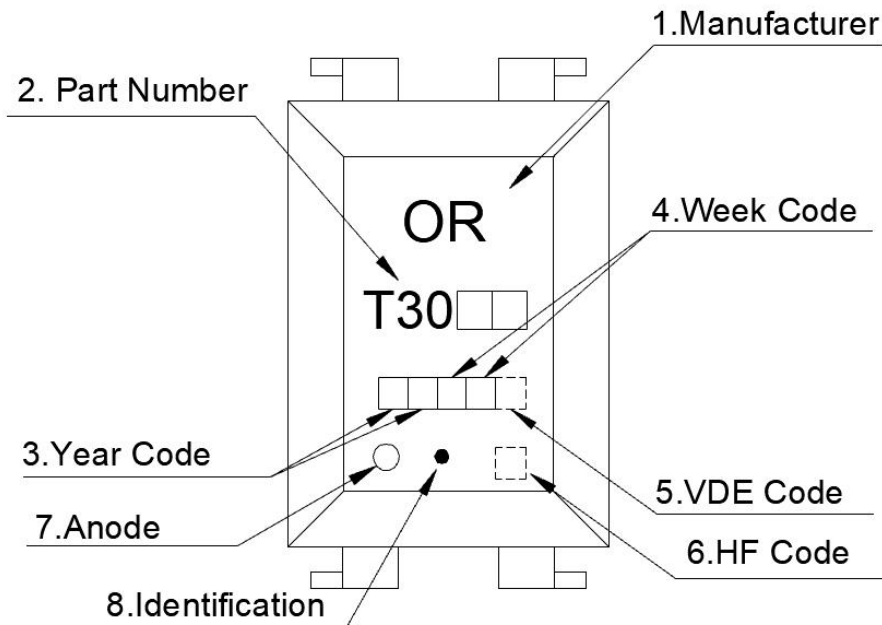 1.Manufacturer
2. Part Number
OR
4.Week Code
T30
3.Year Code
5.VDE Code
7.Anode
6.HF Code
8.Identification